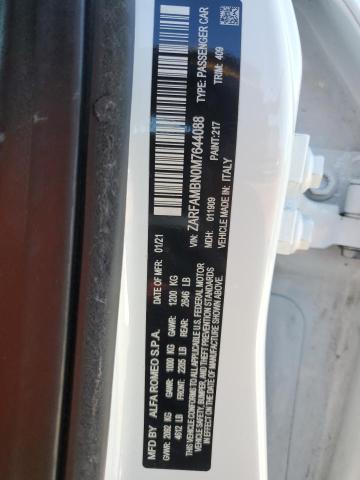 MFD BY: ALFA ROMEO S.P.A.
DATE OF MFR: 01/21
GVWR: 2092 KG GAWR: 1000 KG GAWR: 1200 KG
4612 LB FRONT: 2205 LB REAR: 2646 LB
THIS VEHICLE CONFORMS TO ALL APPLICABLE U.S. FEDERAL MOTOR
VEHICLE SAFETY, BUMPER, AND THEFT PREVENTION STANDARDS
IN EFFECT ON THE DATE OF MANUFACTURE SHOWN ABOVE.
VIN: ZARFAMBN0M7644088
TYPE: PASSENGER CAR
MDH: 011909 PAINT: 217 TRIM: 409
VEHICLE MADE IN: ITALY